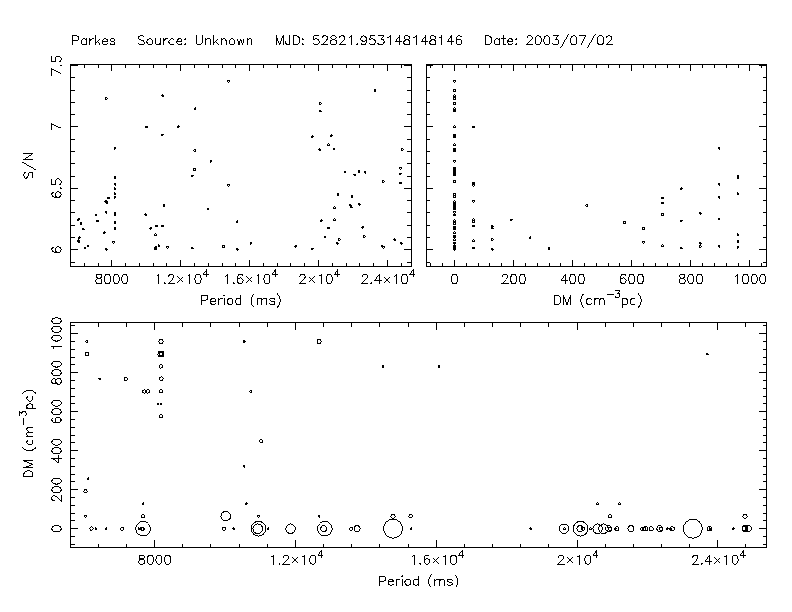 Parkes Source: Unknown MJD: 52821.953148148146 Date: 2003/07/02
7.5
7
6.5
6
S/N
8000 1.2×10⁴ 1.6×10⁴ 2×10⁴ 2.4×10⁴
Period (ms)
0 200 400 600 800 1000
DM (cm⁻³pc)
1000
800
600
400
200
0
DM (cm⁻³pc)
8000 1.2×10⁴ 1.6×10⁴ 2×10⁴ 2.4×10⁴
Period (ms)